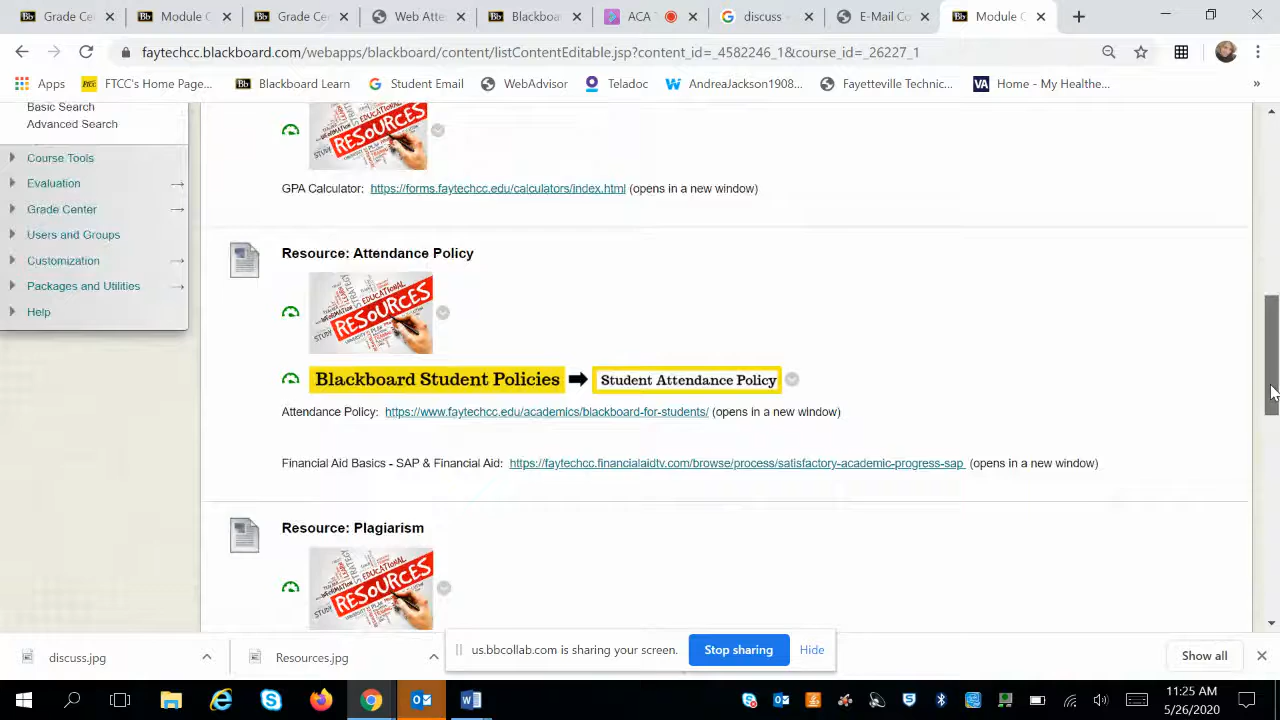 Grade Ce
Module C
Grade Ce
Web Atte
Blackboa
ACA
discuss -
E-Mail Co
Module C
faytechcc.blackboard.com/webapps/blackboard/content/listContentEditable.jsp?content_id=_4582246_1&course_id=_26227_1
Apps
FTCC's Home Pag...
Blackboard Learn
Student Email
WebAdvisor
Teladoc
AndreaJackson1908...
Fayetteville Technic...
Home - My Healthe...
Basic Search
Advanced Search
Course Tools
Evaluation
Grade Center
Users and Groups
Customization
Packages and Utilities
Help
RESOURCES
GPA Calculator: https://forms.faytechcc.edu/calculators/index.html (opens in a new window)
Resource: Attendance Policy
STRATEGY
EDUCATIONAL
INFORMATION
STUDY
RESOURCES
Blackboard Student Policies
Student Attendance Policy
Attendance Policy: https://www.faytechcc.edu/academics/blackboard-for-students/ (opens in a new window)
Financial Aid Basics - SAP & Financial Aid: https://faytechcc.financialaidtv.com/browse/process/satisfactory-academic-progress-sap (opens in a new window)
Resource: Plagiarism
RESOURCES
us.bbcollab.com is sharing your screen.
Stop sharing
Hide
discuss.jpg
Resources.jpg
Show all
11:25 AM
5/26/2020